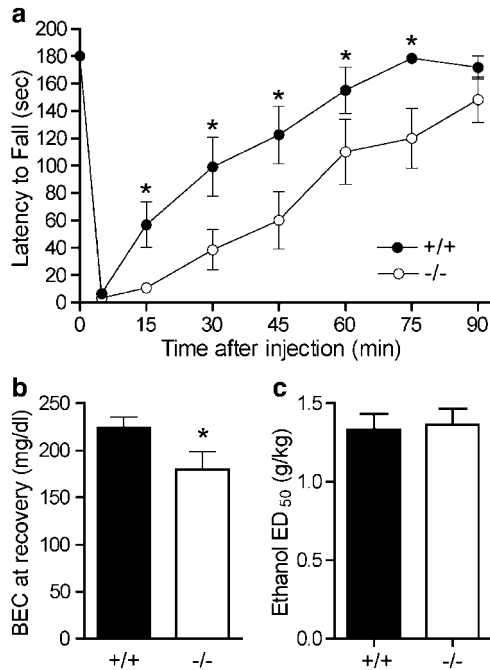 a
Latency to Fall (sec)
200
180
160
140
120
100
80
60
40
20
0
* * * * *
+/+
-/-
0 15 30 45 60 75 90
Time after injection (min)
b
BEC at recovery (mg/dl)
250
200
150
100
50
0
*
+/+ -/-
c
Ethanol ED50 (g/kg)
1.5
1.0
0.5
0.0
+/+ -/-